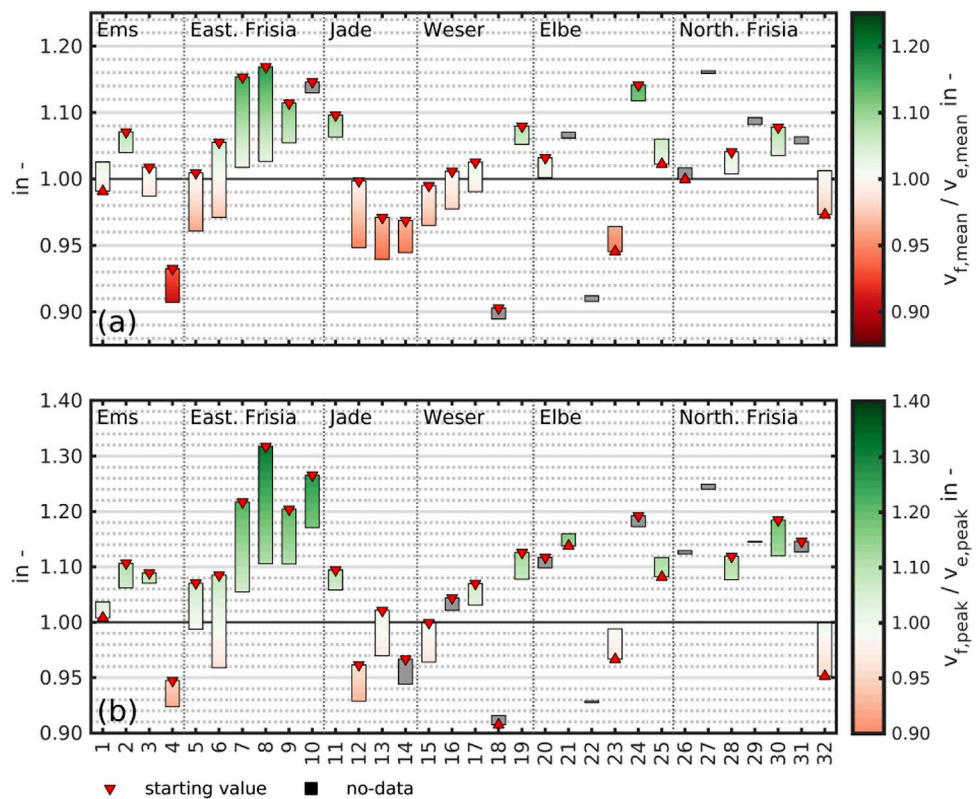 Ems East. Frisia Jade Weser Elbe North. Frisia
1.20
1.10
1.00
0.95
0.90
in -
(a)
1.20
1.10
1.00
0.95
0.90
v_f,mean / v_e,mean in -
Ems East. Frisia Jade Weser Elbe North. Frisia
1.40
1.30
1.20
1.10
1.00
0.95
0.90
in -
(b)
1.40
1.30
1.20
1.10
1.00
0.95
0.90
v_f,peak / v_e,peak in -
1 2 3 4 5 6 7 8 9 10 11 12 13 14 15 16 17 18 19 20 21 22 23 24 25 26 27 28 29 30 31 32
starting value no-data